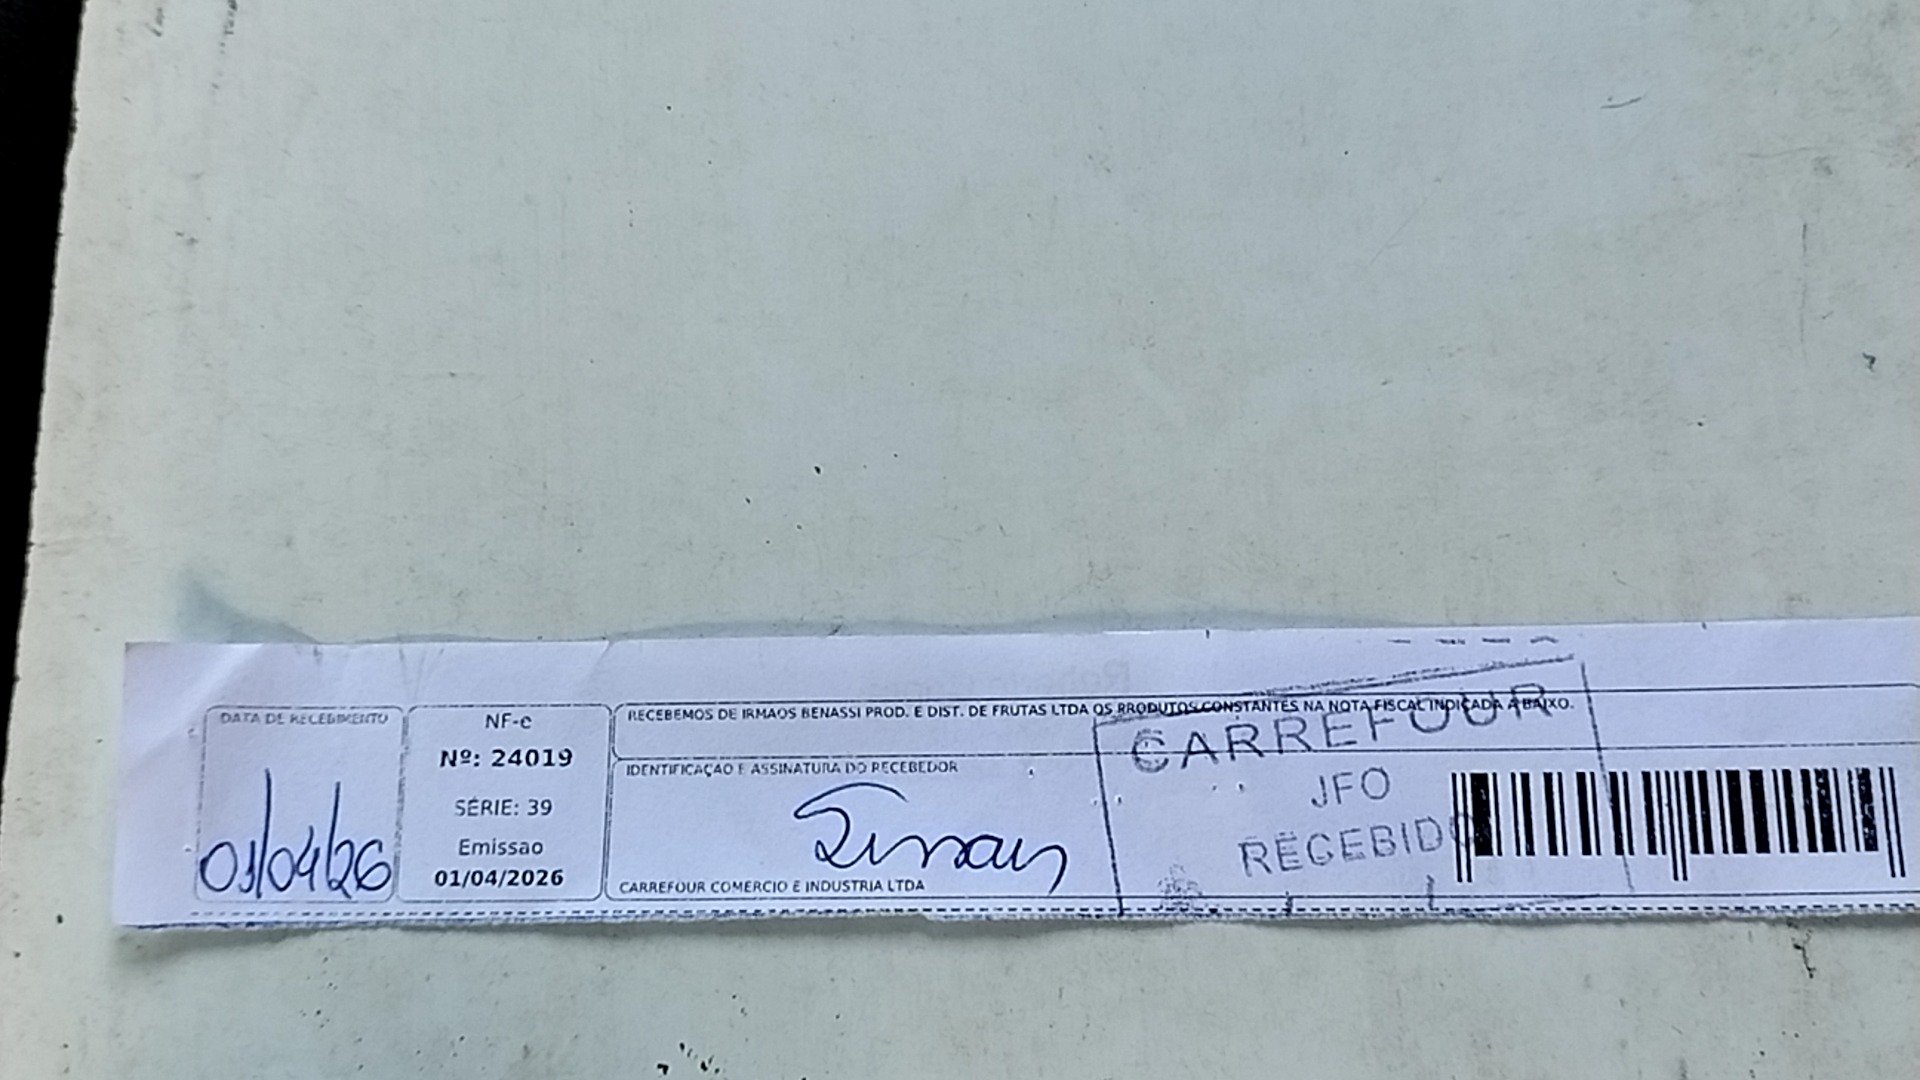 DATA DE RECEBIMENTO
01/04/26
NF-e
Nº: 24019
SÉRIE: 39
Emissao
01/04/2026
RECEBEMOS DE IRMAOS BENASSI PROD. E DIST. DE FRUTAS LTDA OS PRODUTOS CONSTANTES NA NOTA FISCAL INDICADA A BAIXO.
IDENTIFICAÇAO E ASSINATURA DO RECEBEDOR
CARREFOUR COMERCIO E INDUSTRIA LTDA
CARREFOUR
JFO
RECEBIDO